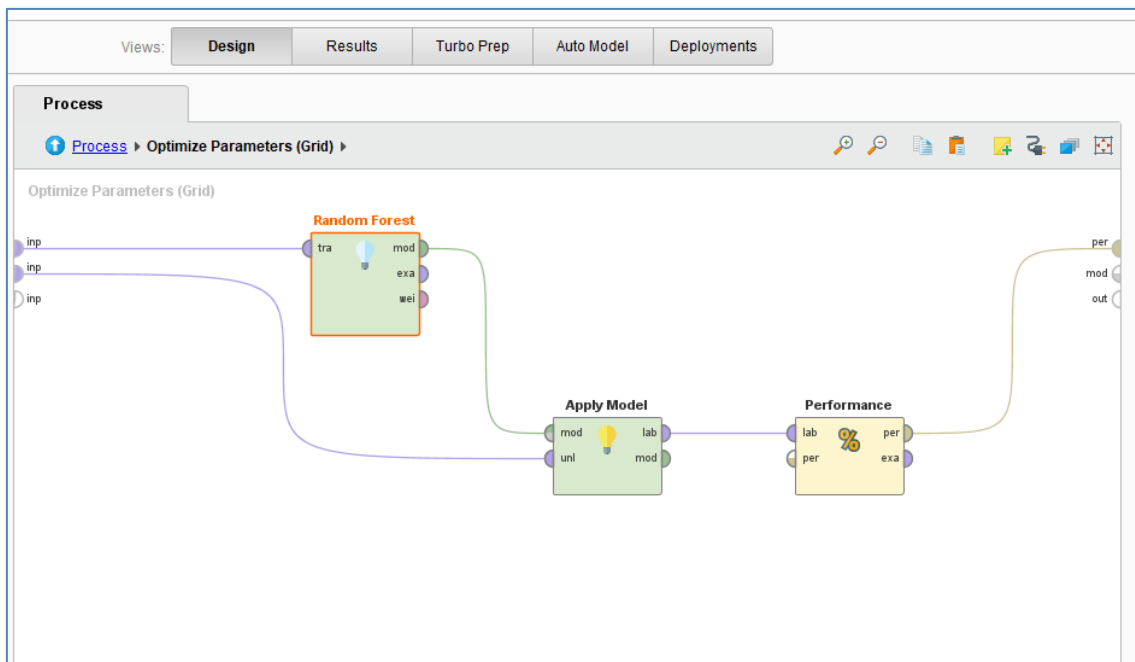 Views: Design Results Turbo Prep Auto Model Deployments
Process
Process Optimize Parameters (Grid)
Optimize Parameters (Grid)
Random Forest
inp tra mod per
inp exa mod
inp wei out
Apply Model Performance
mod lab lab per
unl mod per exa
%